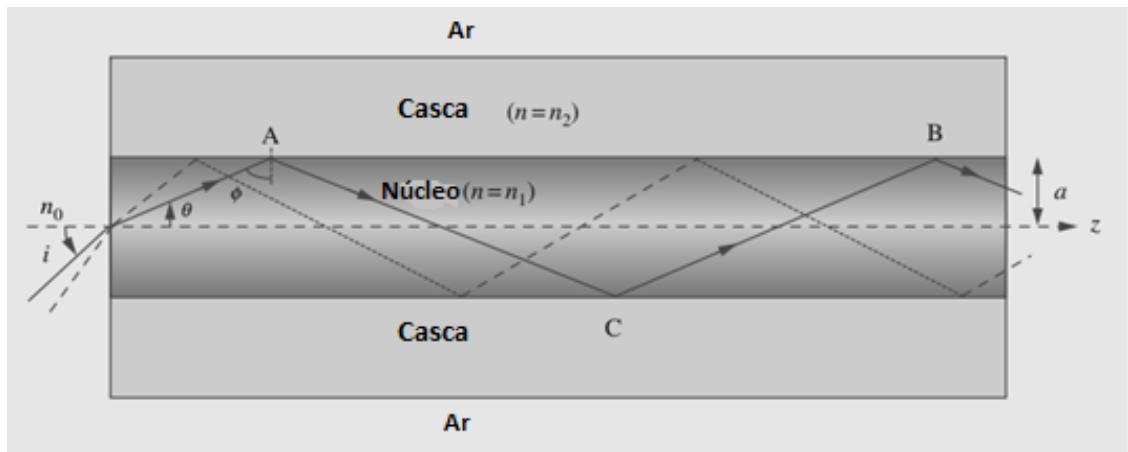 Ar
Casca (n=n₂)
A
B
Núcleo(n=n₁)
n₀
θ
ϕ
a
z
i
C
Casca
Ar